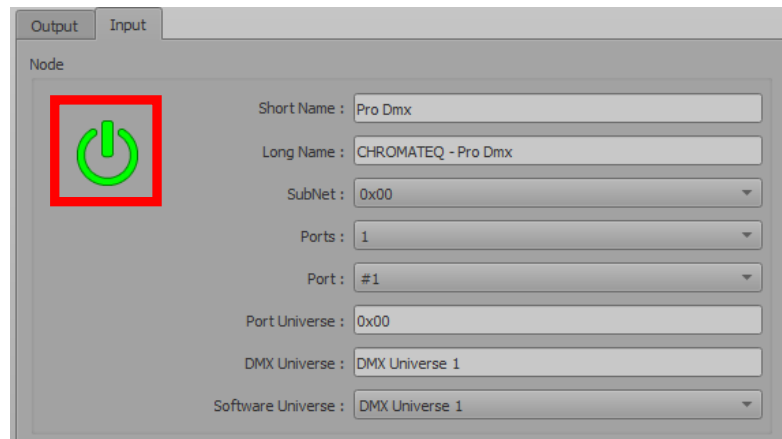 Output Input
Node
Short Name : Pro Dmx
Long Name : CHROMATEQ - Pro Dmx
SubNet : 0x00
Ports : 1
Port : #1
Port Universe : 0x00
DMX Universe : DMX Universe 1
Software Universe : DMX Universe 1